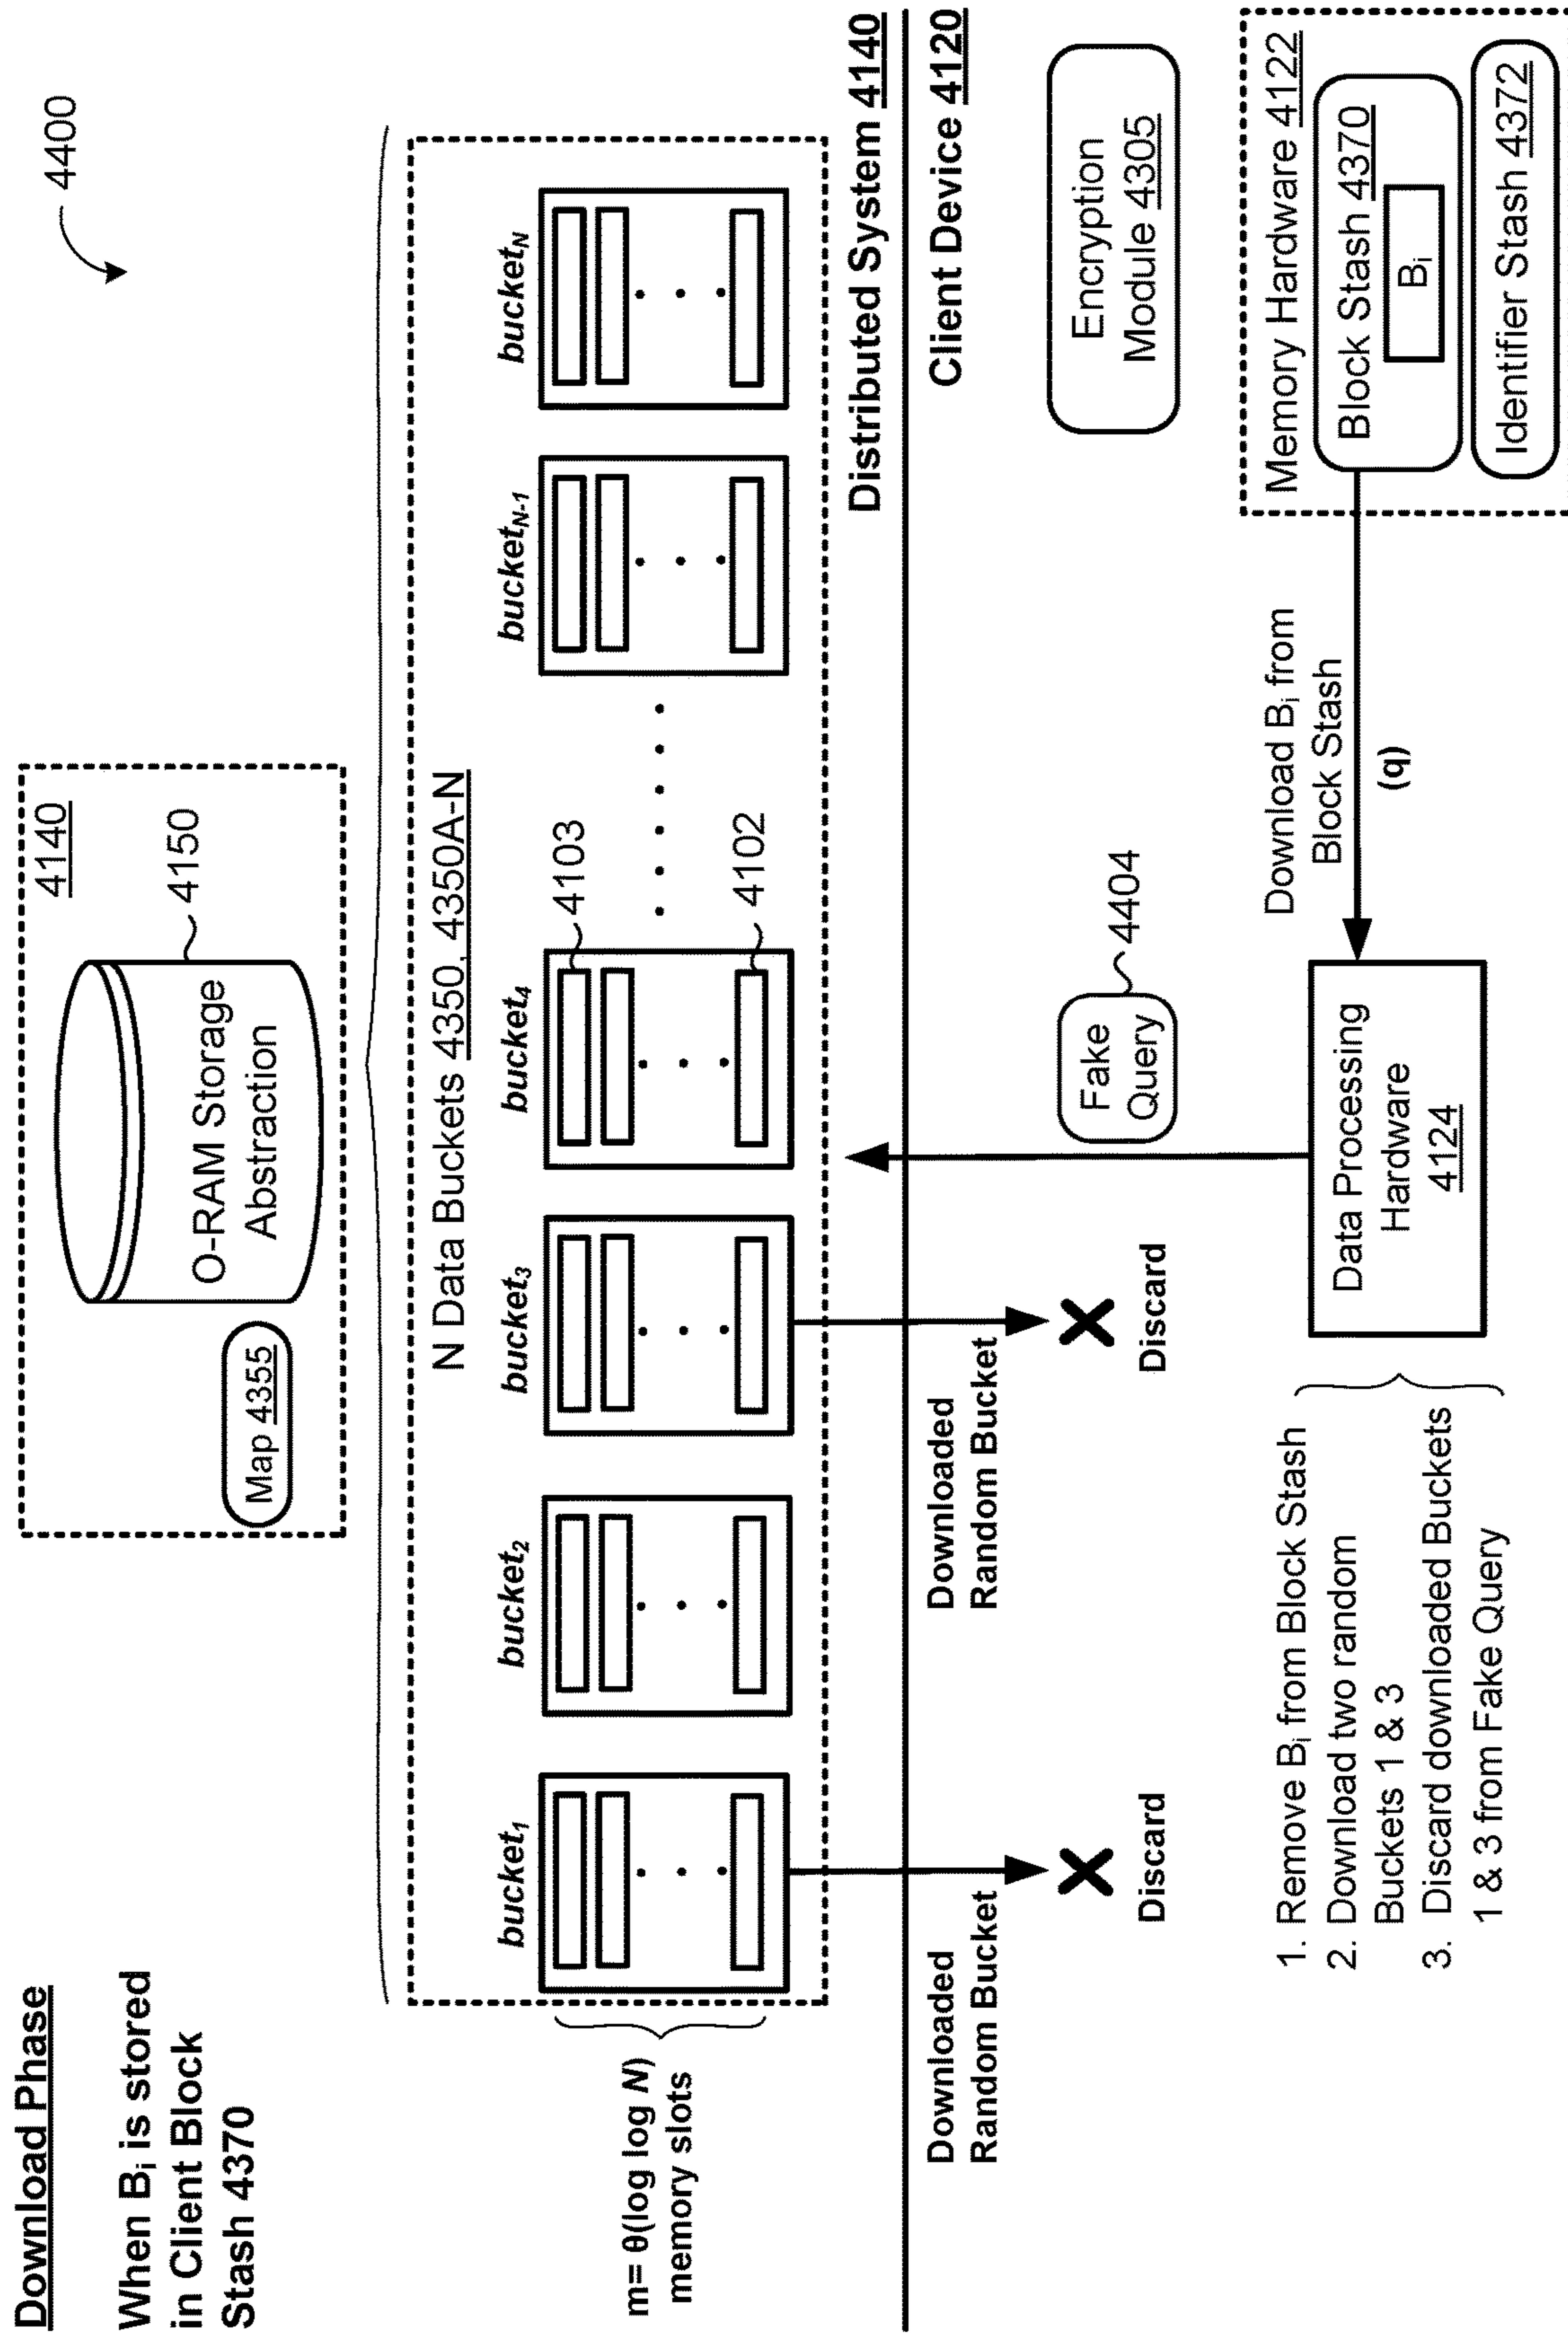 Download Phase
When Bi is stored
in Client Block
Stash 4370
4400
4140
4150
O-RAM Storage
Abstraction
Map 4355
N Data Buckets 4350, 4350A-N
bucket1
bucket2
bucket3
bucket4
bucketN-1
bucketN
4103
4102
m= θ(log log N)
memory slots
Distributed System 4140
Client Device 4120
Downloaded
Random Bucket
Discard
Downloaded
Random Bucket
Discard
Fake
Query
4404
Encryption
Module 4305
1. Remove Bi from Block Stash
2. Download two random
Buckets 1 & 3
3. Discard downloaded Buckets
1 & 3 from Fake Query
Data Processing
Hardware
4124
Download Bi from
Block Stash
(q)
Memory Hardware 4122
Block Stash 4370
Bi
Identifier Stash 4372